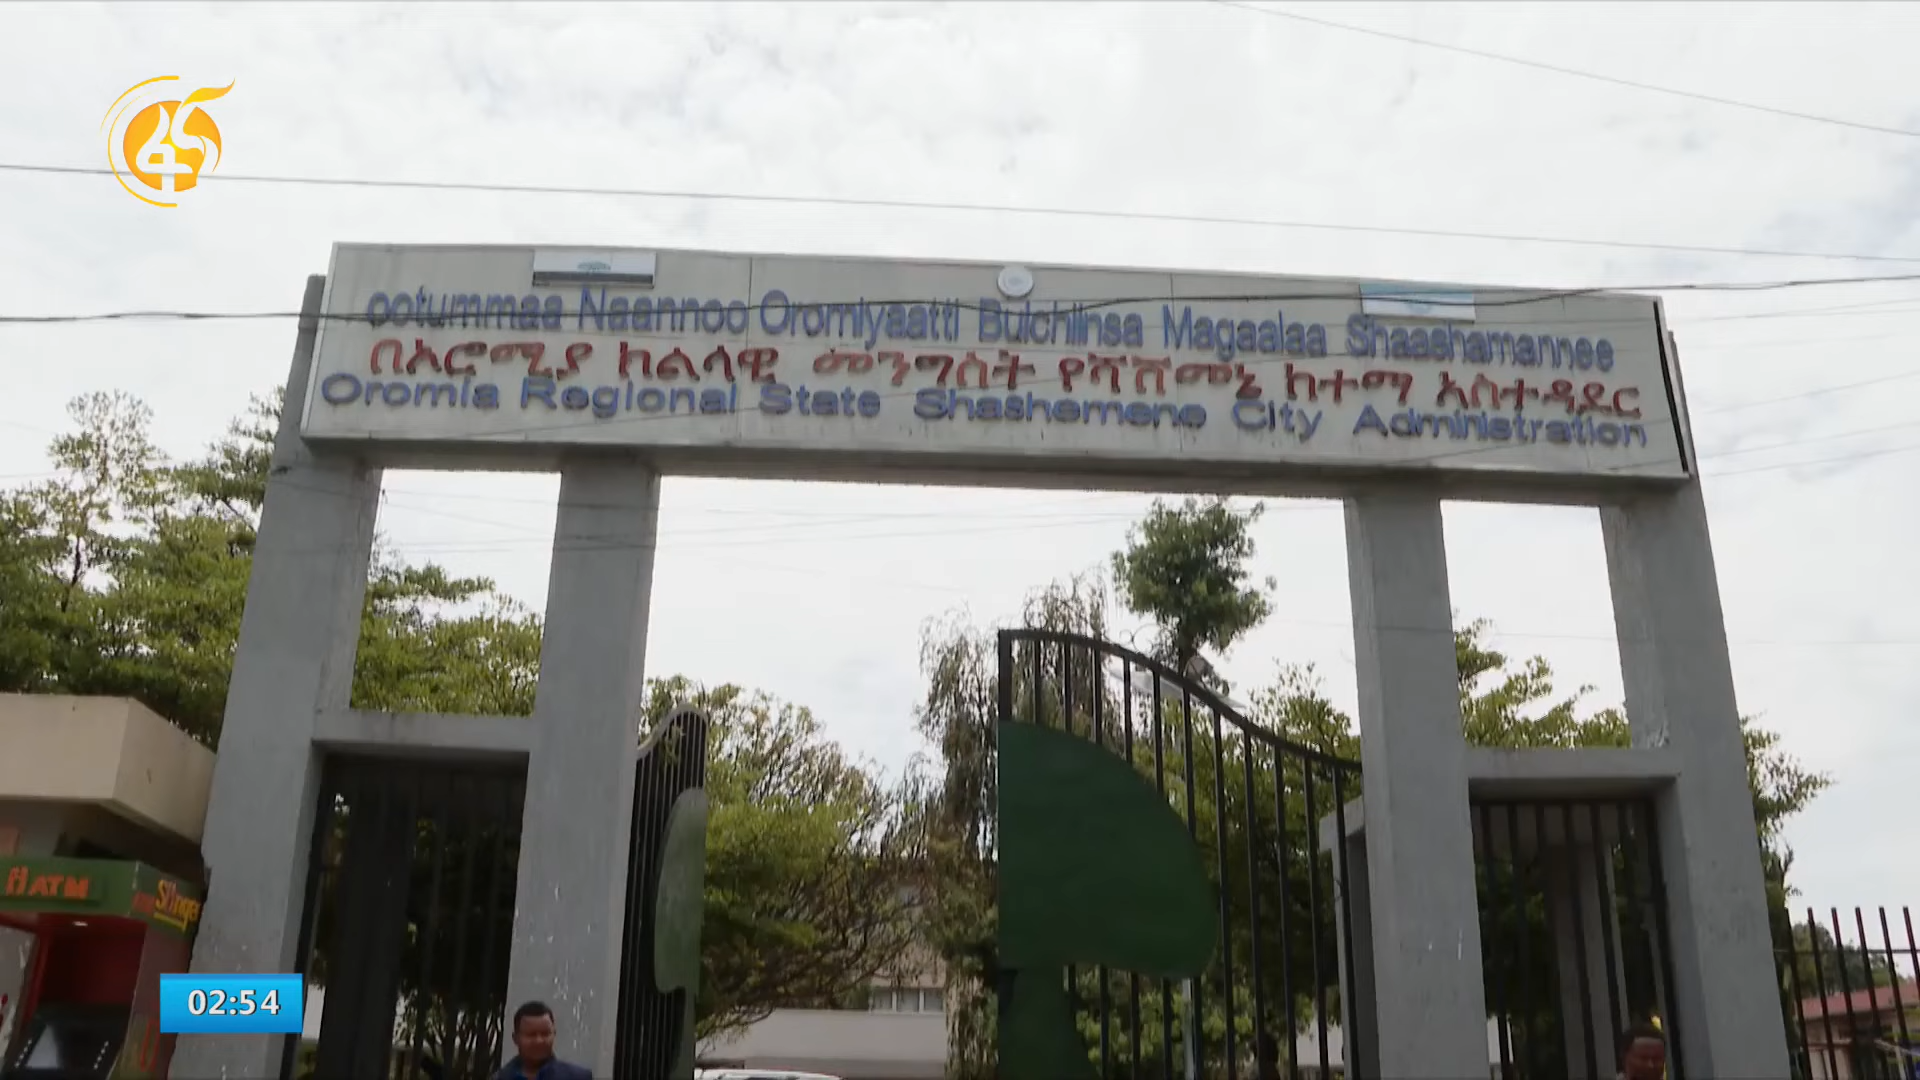 ootummaa Naannoo Oromiyaatti Bulchiinsa Magaalaa Shaashamannee
በኦሮሚያ ክልላዊ መንግስት የሻሸመኔ ከተማ አስተዳደር
Oromia Regional State Shashemene City Administration
ATM
02:54